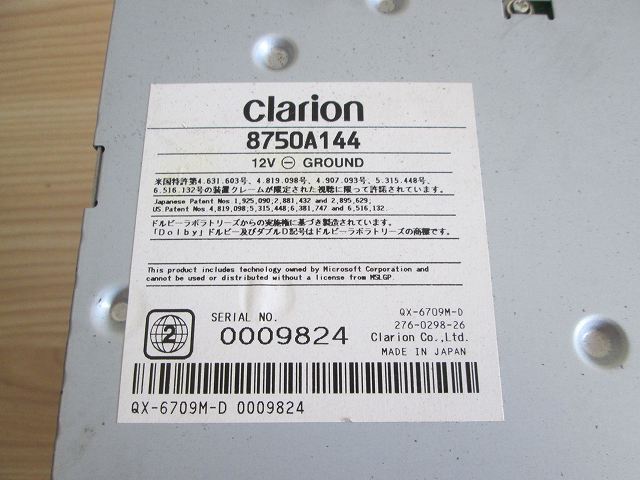 clarion
8750A144
12V ⊖ GROUND
米国特許第4.631.603号、4.819.098号、4.907.093号、5.315.448号、
6.516.132号の装置クレームが限定された視聴に限って許諾されています。
Japanese Patent Nos 1,925,090,2,881,432 and 2,895,629;
US.Patent Nos.4,819,098;5,315,448;6,381,747 and 6,516,132.
ドルビーラボラトリーズからの実施権に基づき製造されています。
「Dolby」ドルビー及びダブルD記号はドルビーラボラトリーズの商標です。
This product includes technology owned by Microsoft Corporation and
cannot be used or distributed without a license from MSLGP.
2
SERIAL NO.
0009824
QX-6709M-D
276-0298-26
Clarion Co.,Ltd.
MADE IN JAPAN
QX-6709M-D 0009824